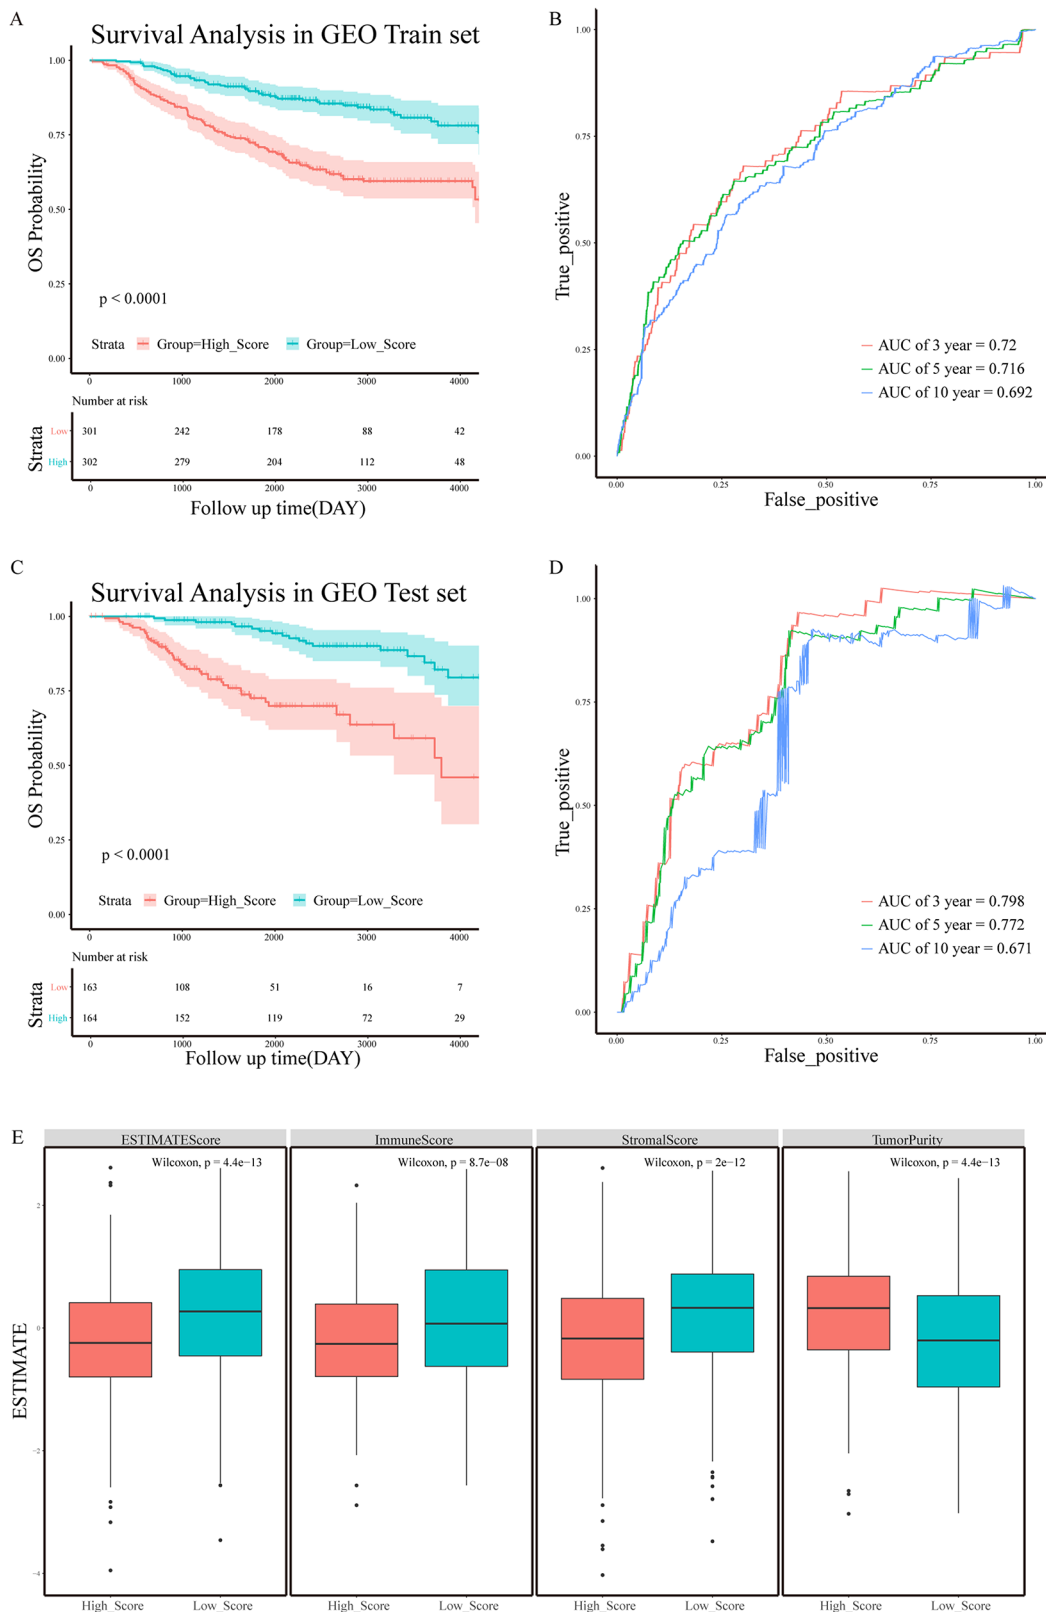 A
Survival Analysis in GEO Train set
1.00
0.75
0.50
0.25
0.00
OS Probability
p < 0.0001
Strata Group=High_Score Group=Low_Score
0 1000 2000 3000 4000
Number at risk
Strata
Low 301 242 178 88 42
High 302 279 204 112 48
0 1000 2000 3000 4000
Follow up time(DAY)
B
1.00
0.75
0.50
0.25
0.00
True_positive
AUC of 3 year = 0.72
AUC of 5 year = 0.716
AUC of 10 year = 0.692
0.00 0.25 0.50 0.75 1.00
False_positive
C
Survival Analysis in GEO Test set
1.00
0.75
0.50
0.25
0.00
OS Probability
p < 0.0001
Strata Group=High_Score Group=Low_Score
0 1000 2000 3000 4000
Number at risk
Strata
Low 163 108 51 16 7
High 164 152 119 72 29
0 1000 2000 3000 4000
Follow up time(DAY)
D
1.00
0.75
0.50
0.25
0.00
True_positive
AUC of 3 year = 0.798
AUC of 5 year = 0.772
AUC of 10 year = 0.671
0.00 0.25 0.50 0.75 1.00
False_positive
E
ESTIMATEScore ImmuneScore StromalScore TumorPurity
Wilcoxon, p = 4.4e−13 Wilcoxon, p = 8.7e−08 Wilcoxon, p = 2e−12 Wilcoxon, p = 4.4e−13
2
0
−2
−4
ESTIMATE
High_Score Low_Score High_Score Low_Score High_Score Low_Score High_Score Low_Score